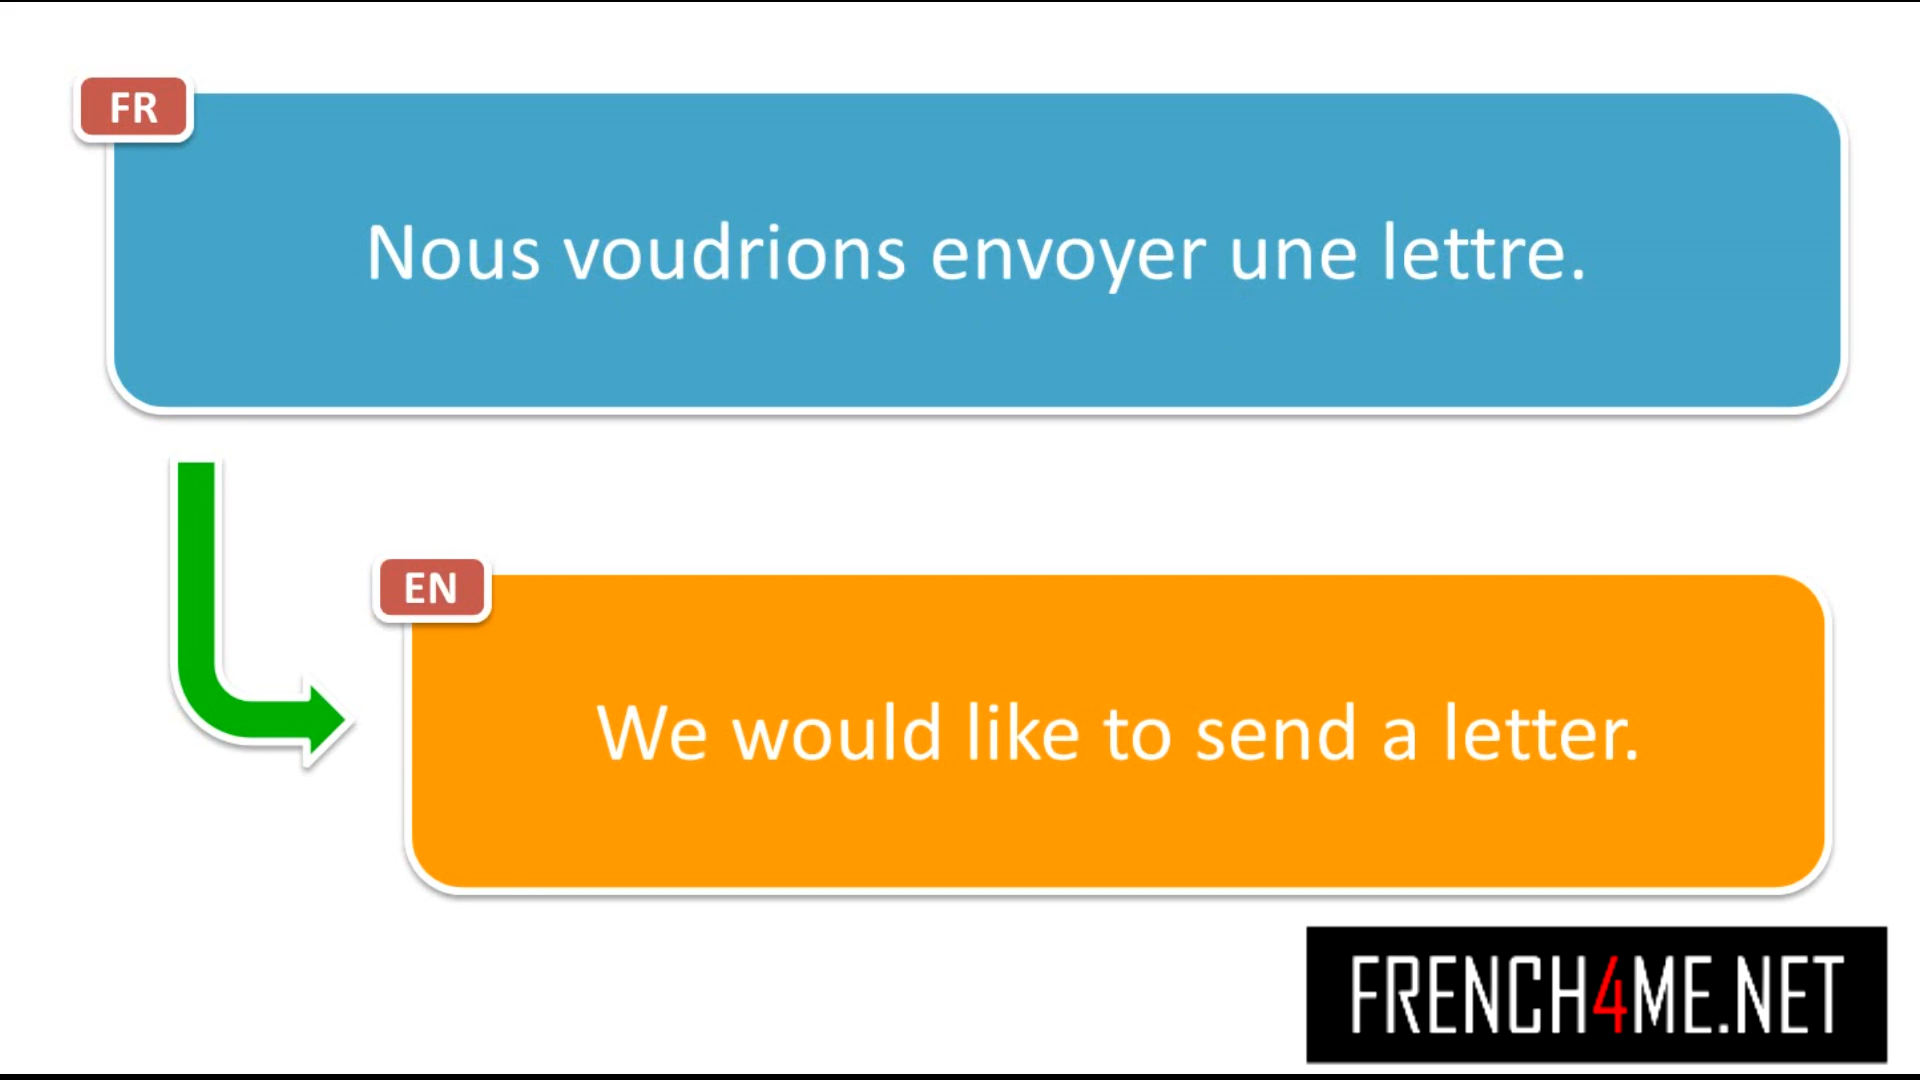 FR
Nous voudrions envoyer une lettre.
EN
We would like to send a letter.
FRENCH4ME.NET